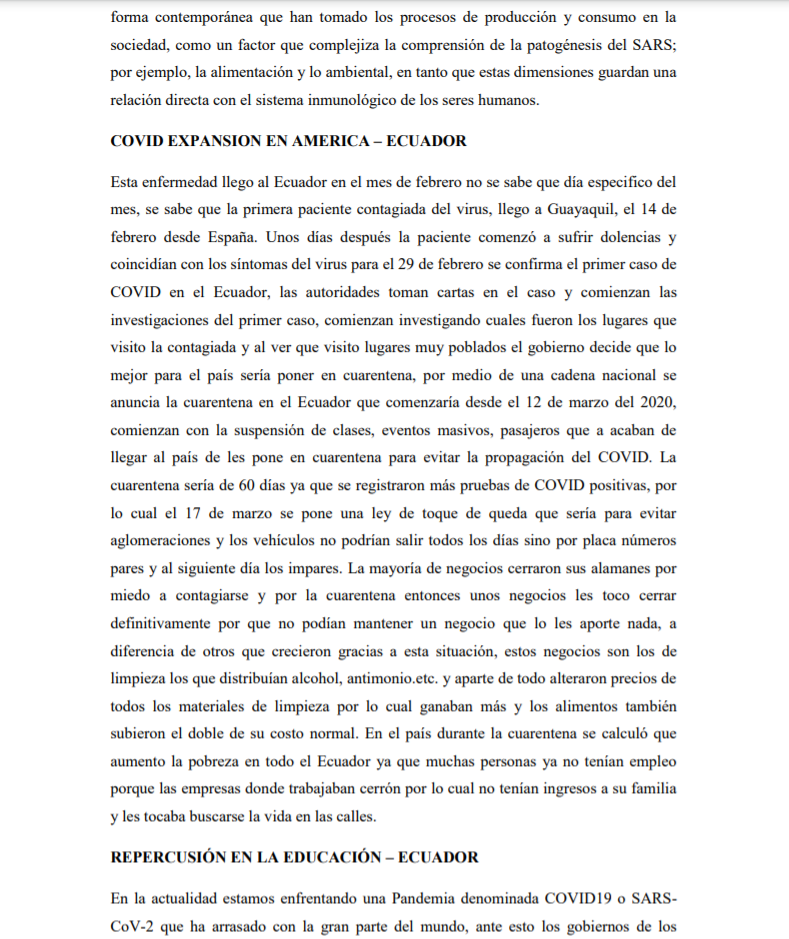 forma contemporánea que han tomado los procesos de producción y consumo en la
sociedad, como un factor que complejiza la comprensión de la patogénesis del SARS;
por ejemplo, la alimentación y lo ambiental, en tanto que estas dimensiones guardan una
relación directa con el sistema inmunológico de los seres humanos.
COVID EXPANSION EN AMERICA – ECUADOR
Esta enfermedad llego al Ecuador en el mes de febrero no se sabe que día especifico del
mes, se sabe que la primera paciente contagiada del virus, llego a Guayaquil, el 14 de
febrero desde España. Unos días después la paciente comenzó a sufrir dolencias y
coincidían con los síntomas del virus para el 29 de febrero se confirma el primer caso de
COVID en el Ecuador, las autoridades toman cartas en el caso y comienzan las
investigaciones del primer caso, comienzan investigando cuales fueron los lugares que
visito la contagiada y al ver que visito lugares muy poblados el gobierno decide que lo
mejor para el país sería poner en cuarentena, por medio de una cadena nacional se
anuncia la cuarentena en el Ecuador que comenzaría desde el 12 de marzo del 2020,
comienzan con la suspensión de clases, eventos masivos, pasajeros que a acaban de
llegar al país de les pone en cuarentena para evitar la propagación del COVID. La
cuarentena sería de 60 días ya que se registraron más pruebas de COVID positivas, por
lo cual el 17 de marzo se pone una ley de toque de queda que sería para evitar
aglomeraciones y los vehículos no podrían salir todos los días sino por placa números
pares y al siguiente día los impares. La mayoría de negocios cerraron sus alamanes por
miedo a contagiarse y por la cuarentena entonces unos negocios les toco cerrar
definitivamente por que no podían mantener un negocio que lo les aporte nada, a
diferencia de otros que crecieron gracias a esta situación, estos negocios son los de
limpieza los que distribuían alcohol, antimonio.etc. y aparte de todo alteraron precios de
todos los materiales de limpieza por lo cual ganaban más y los alimentos también
subieron el doble de su costo normal. En el país durante la cuarentena se calculó que
aumento la pobreza en todo el Ecuador ya que muchas personas ya no tenían empleo
porque las empresas donde trabajaban cerrón por lo cual no tenían ingresos a su familia
y les tocaba buscarse la vida en las calles.
REPERCUSIÓN EN LA EDUCACIÓN – ECUADOR
En la actualidad estamos enfrentando una Pandemia denominada COVID19 o SARS-
CoV-2 que ha arrasado con la gran parte del mundo, ante esto los gobiernos de los